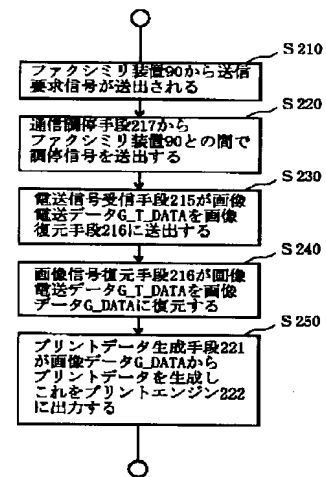 S 210
ファクシミリ装置90から送信
要求信号が送出される
S 220
通信調停手段217から
ファクシミリ装置90との間で
調停信号を送出する
S 230
電送信号受信手段215が画像
電送データG_T_DATAを画像
復元手段216に送出する
S 240
画像信号復元手段216が画像
電送データG_T_DATAを画像
データG_DATAに復元する
S 250
プリントデータ生成手段221
が画像データG_DATAから
プリントデータを生成し
これをプリントエンジン222
に出力する